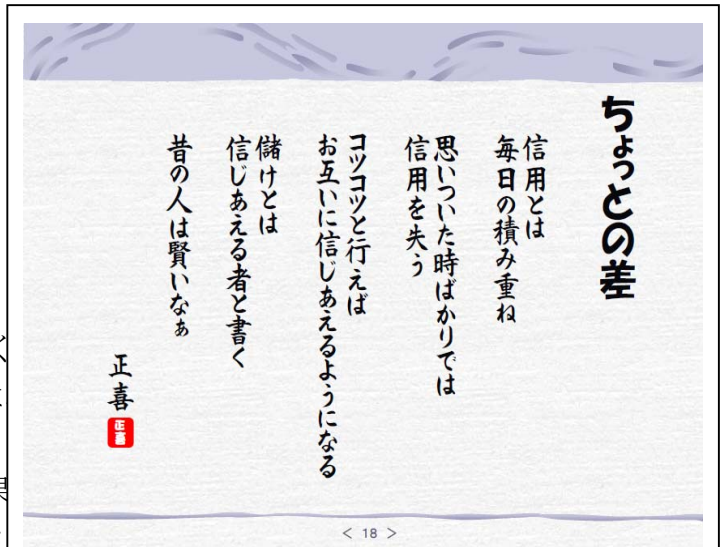 ちょっとの差
信用とは
毎日の積み重ね
思いついた時ばかりでは
信用を失う
コツコツと行えば
お互いに信じあえるようになる
儲けとは
信じあえる者と書く
昔の人は賢いなぁ
正喜
正喜
< 18 >